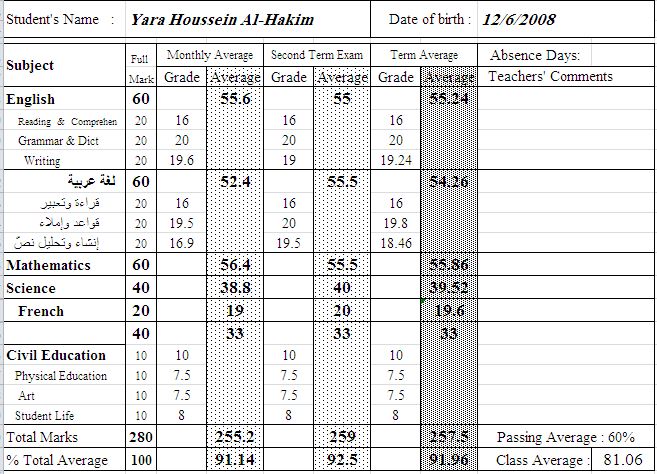 Student's Name : Yara Houssein Al-Hakim Date of birth : 12/6/2008
Subject Full Mark Monthly Average Second Term Exam Term Average Absence Days:
Grade Average Grade Average Grade Average Teachers' Comments
English 60 55.6 55 55.24
Reading & Comprehen 20 16 16 16
Grammar & Dict 20 20 20 20
Writing 20 19.6 19 19.24
لغة عربية 60 52.4 55.5 54.26
قراءة وتعبير 20 16 16 16
قواعد وإملاء 20 19.5 20 19.8
إنشاء وتحليل نصّ 20 16.9 19.5 18.46
Mathematics 60 56.4 55.5 55.86
Science 40 38.8 40 39.52
French 20 19 20 19.6
40 33 33 33
Civil Education 10 10 10 10
Physical Education 10 7.5 7.5 7.5
Art 10 7.5 7.5 7.5
Student Life 10 8 8 8
Total Marks 280 255.2 259 257.5 Passing Average : 60%
% Total Average 100 91.14 92.5 91.96 Class Average : 81.06